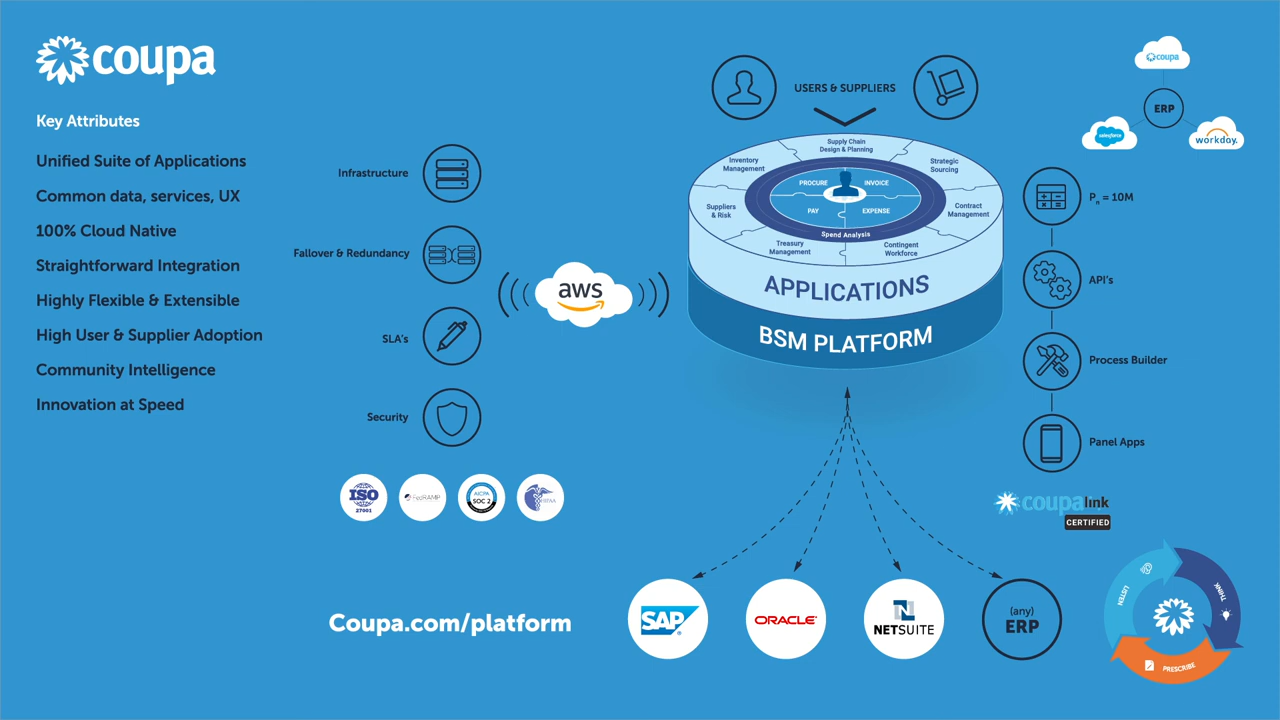 coupa
Key Attributes
Unified Suite of Applications
Common data, services, UX
100% Cloud Native
Straightforward Integration
Highly Flexible & Extensible
High User & Supplier Adoption
Community Intelligence
Innovation at Speed
Infrastructure
Fallover & Redundancy
SLA's
Security
ISO
27001
FedRAMP
AICPA
SOC 2
HIPAA
aws
Coupa.com/platform
USERS & SUPPLIERS
Supply Chain
Design & Planning
Inventory
Management
Strategic
Sourcing
Suppliers
& Risk
Contract
Management
Treasury
Management
Contingent
Workforce
PROCURE
INVOICE
PAY
EXPENSE
Spend Analysis
APPLICATIONS
BSM PLATFORM
SAP®
ORACLE®
NETSUITE
(any)
ERP
coupa
ERP
salesforce
workday.
Pn = 10M
API's
Process Builder
Panel Apps
coupalink
CERTIFIED
LISTEN
THINK
PRESCRIBE